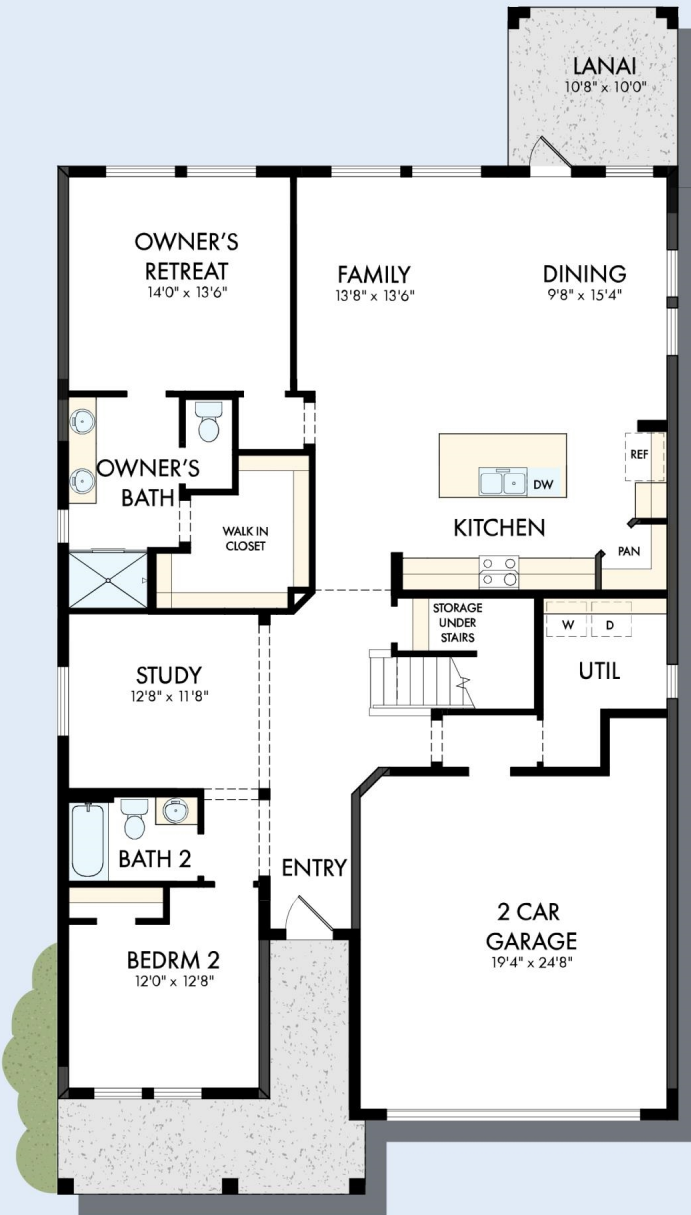 LANAI
10'8" x 10'0"
OWNER'S
RETREAT
14'0" x 13'6"
FAMILY
13'8" x 13'6"
DINING
9'8" x 15'4"
OWNER'S
BATH
WALK IN
CLOSET
REF
DW
KITCHEN
PAN
STORAGE
UNDER
STAIRS
W
D
UTIL
STUDY
12'8" x 11'8"
BATH 2
ENTRY
2 CAR
GARAGE
19'4" x 24'8"
BEDRM 2
12'0" x 12'8"